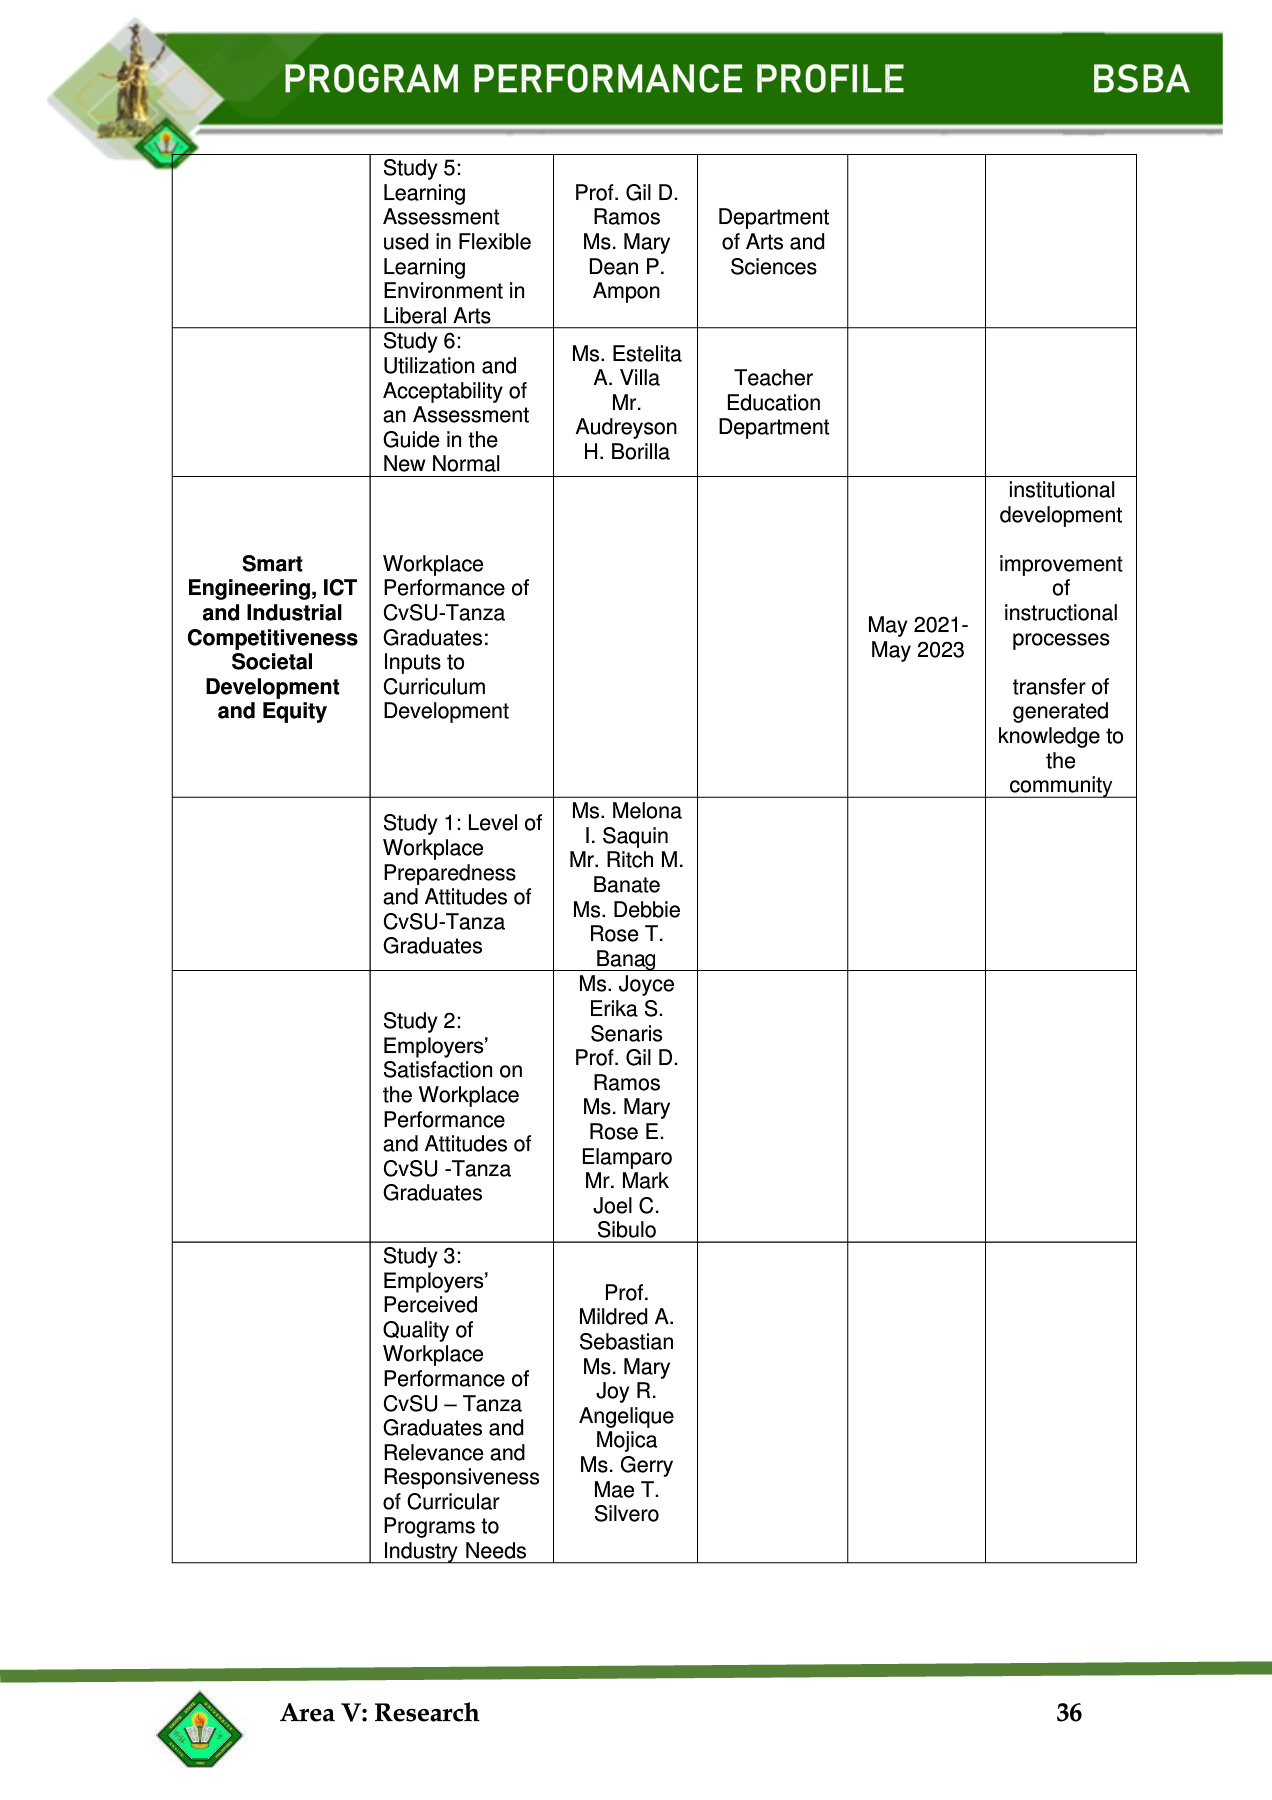 PROGRAM PERFORMANCE PROFILE BSBA
Study 5:
Learning
Assessment
used in Flexible
Learning
Environment in
Liberal Arts
Prof. Gil D.
Ramos
Ms. Mary
Dean P.
Ampon
Department
of Arts and
Sciences
Study 6:
Utilization and
Acceptability of
an Assessment
Guide in the
New Normal
Ms. Estelita
A. Villa
Mr.
Audreyson
H. Borilla
Teacher
Education
Department
Smart
Engineering, ICT
and Industrial
Competitiveness
Societal
Development
and Equity
Workplace
Performance of
CvSU-Tanza
Graduates:
Inputs to
Curriculum
Development
May 2021-
May 2023
institutional
development
improvement
of
instructional
processes
transfer of
generated
knowledge to
the
community
Study 1: Level of
Workplace
Preparedness
and Attitudes of
CvSU-Tanza
Graduates
Ms. Melona
I. Saquin
Mr. Ritch M.
Banate
Ms. Debbie
Rose T.
Banag
Study 2:
Employers’
Satisfaction on
the Workplace
Performance
and Attitudes of
CvSU -Tanza
Graduates
Ms. Joyce
Erika S.
Senaris
Prof. Gil D.
Ramos
Ms. Mary
Rose E.
Elamparo
Mr. Mark
Joel C.
Sibulo
Study 3:
Employers’
Perceived
Quality of
Workplace
Performance of
CvSU – Tanza
Graduates and
Relevance and
Responsiveness
of Curricular
Programs to
Industry Needs
Prof.
Mildred A.
Sebastian
Ms. Mary
Joy R.
Angelique
Mojica
Ms. Gerry
Mae T.
Silvero
Area V: Research 36